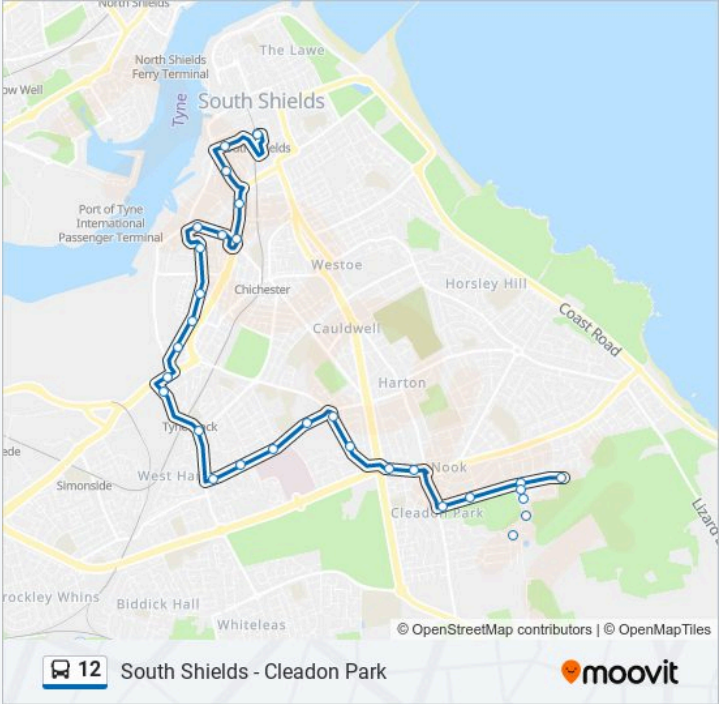 North Shields
The Lawe
North Shields
Ferry Terminal
ow Well
Tyne
South Shields
Port of Tyne
International
Passenger Terminal
Westoe
Chichester
Horsley Hill
Coast Road
Cauldwell
Harton
Tyne ck
ede
West Ha
Nook
Simonside
Cleadon Park
Lizard
rockley Whins
Biddick Hall
Whiteleas
© OpenStreetMap contributors | © OpenMapTiles
12 South Shields - Cleadon Park
moovit